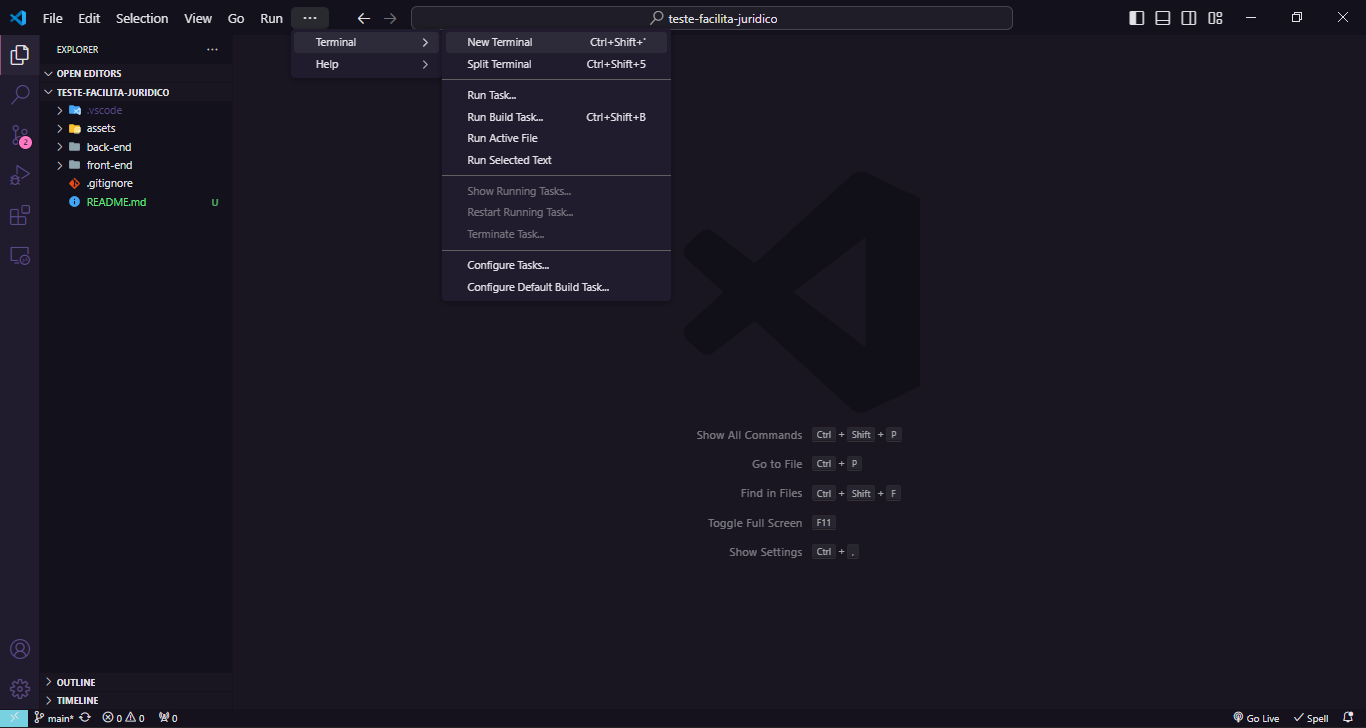 File Edit Selection View Go Run ··· teste-facilita-juridico
EXPLORER ···
OPEN EDITORS
TESTE-FACILITA-JURIDICO
.vscode
assets
back-end
front-end
.gitignore
README.md U
2
Terminal
Help
New Terminal Ctrl+Shift+'
Split Terminal Ctrl+Shift+5
Run Task...
Run Build Task... Ctrl+Shift+B
Run Active File
Run Selected Text
Show Running Tasks...
Restart Running Task...
Terminate Task...
Configure Tasks...
Configure Default Build Task...
Show All Commands Ctrl + Shift + P
Go to File Ctrl + P
Find in Files Ctrl + Shift + F
Toggle Full Screen F11
Show Settings Ctrl + ,
OUTLINE
TIMELINE
main* 0 0 0 Go Live Spell